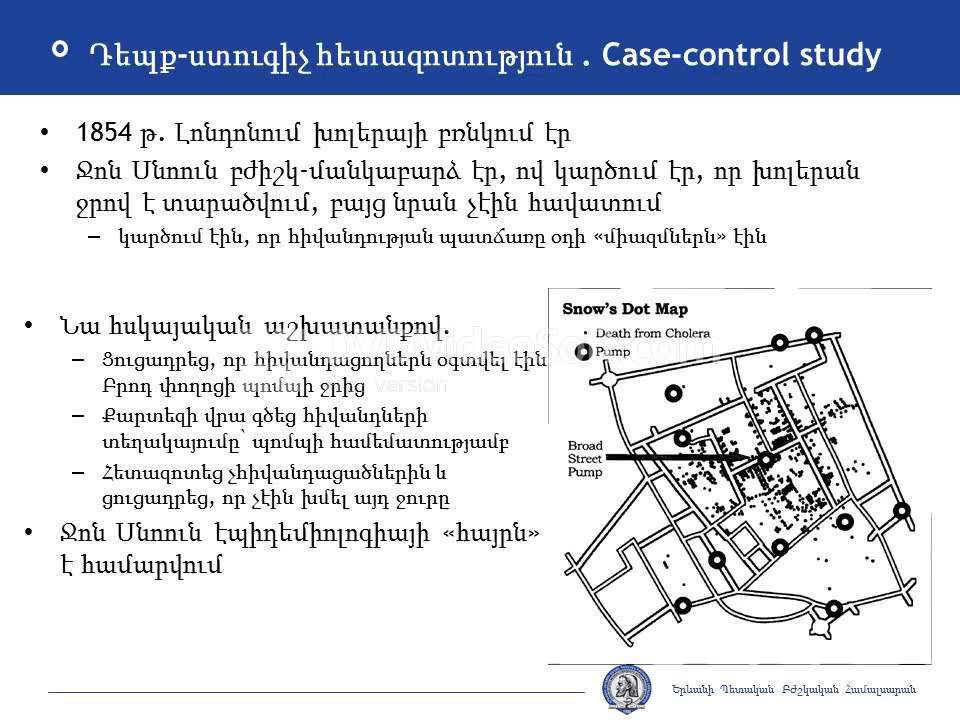 Դեպք-ստուգիչ հետազոտություն . Case-control study
• 1854 թ. Լոնդոնում խոլերայի բռնկում էր
• Ջոն Սնոուն բժիշկ-մանկաբարձ էր, ով կարծում էր, որ խոլերան
ջրով է տարածվում, բայց նրան չէին հավատում
– կարծում էին, որ հիվանդության պատճառը օդի «միազմներն» էին
• Նա հսկայական աշխատանքով.
– Ցուցադրեց, որ հիվանդացողներն օգտվել էին
Բրոդ փողոցի պոմպի ջրից
– Քարտեզի վրա գծեց հիվանդների
տեղակայումը՝ պոմպի համեմատությամբ
– Հետազոտեց չհիվանդացածներին և
ցուցադրեց, որ չէին խմել այդ ջուրը
• Ջոն Սնոուն էպիդեմիոլոգիայի «հայրն»
է համարվում
Snow's Dot Map
• Death from Cholera
Pump
Broad
Street
Pump
Երևանի Պետական Բժշկական Համալսարան